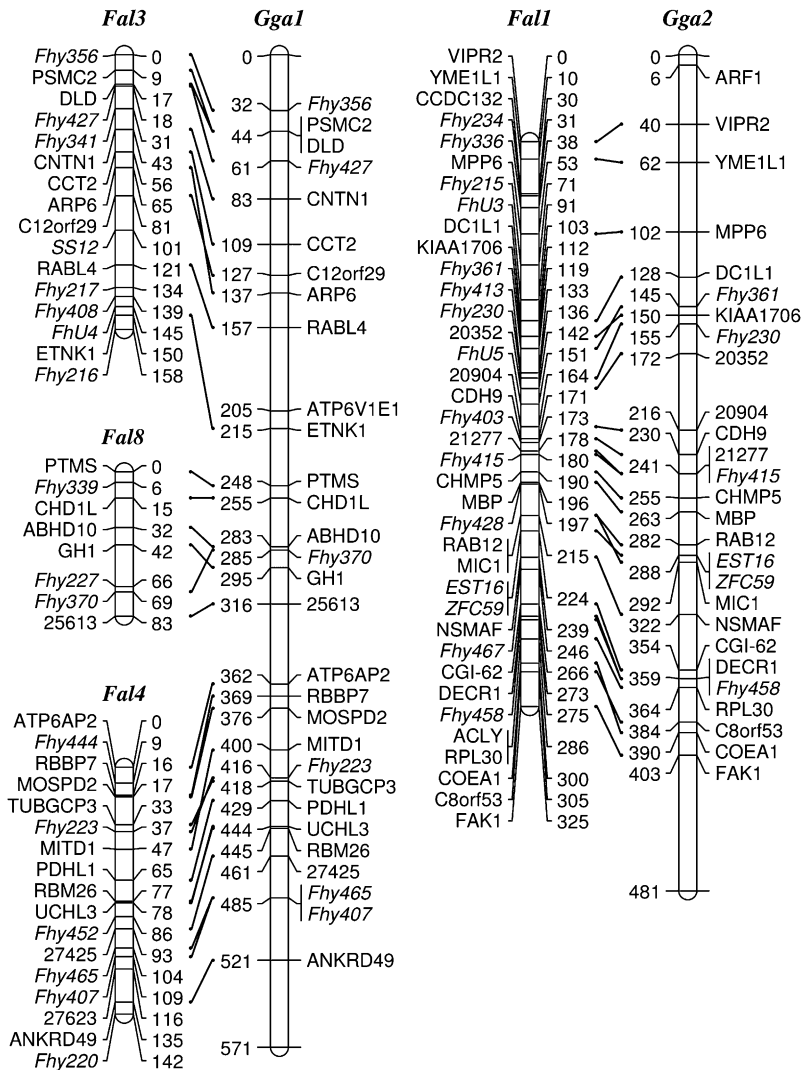 Fal3
Fhy356 0
PSMC2 9
DLD 17
Fhy427 18
Fhy341 31
CNTN1 43
CCT2 56
ARP6 65
C12orf29 81
SS12 101
RABL4 121
Fhy217 134
Fhy408 139
FhU4 145
ETNK1 150
Fhy216 158
Fal8
PTMS 0
Fhy339 6
CHD1L 15
ABHD10 32
GH1 42
Fhy227 66
Fhy370 69
25613 83
Fal4
ATP6AP2 0
Fhy444 9
RBBP7 16
MOSPD2 17
TUBGCP3 33
Fhy223 37
MITD1 47
PDHL1 65
RBM26 77
UCHL3 78
Fhy452 86
27425 93
Fhy465 104
Fhy407 109
27623 116
ANKRD49 135
Fhy220 142
Gga1
0
32 Fhy356
44 PSMC2
DLD
61 Fhy427
83 CNTN1
109 CCT2
127 C12orf29
137 ARP6
157 RABL4
205 ATP6V1E1
215 ETNK1
248 PTMS
255 CHD1L
283 ABHD10
285 Fhy370
295 GH1
316 25613
362 ATP6AP2
369 RBBP7
376 MOSPD2
400 MITD1
416 Fhy223
418 TUBGCP3
429 PDHL1
444 UCHL3
445 RBM26
461 27425
485 Fhy465
Fhy407
521 ANKRD49
571
Fal1
VIPR2 0
YME1L1 10
CCDC132 30
Fhy234 31
Fhy336 38
MPP6 53
Fhy215 71
FhU3 91
DC1L1 103
KIAA1706 112
Fhy361 119
Fhy413 133
Fhy230 136
20352 142
FhU5 151
20904 164
CDH9 171
Fhy403 173
21277 178
Fhy415 180
CHMP5 190
MBP 196
Fhy428 197
RAB12
MIC1 215
EST16
ZFC59 224
NSMAF 239
Fhy467 246
CGI-62 266
DECR1 273
Fhy458 275
ACLY
RPL30 286
COEA1 300
C8orf53 305
FAK1 325
Gga2
0
6 ARF1
40 VIPR2
62 YME1L1
102 MPP6
128 DC1L1
145 Fhy361
150 KIAA1706
155 Fhy230
172 20352
216 20904
230 CDH9
241 21277
Fhy415
255 CHMP5
263 MBP
282 RAB12
288 EST16
ZFC59
292 MIC1
322 NSMAF
354 CGI-62
359 DECR1
Fhy458
364 RPL30
384 C8orf53
390 COEA1
403 FAK1
481